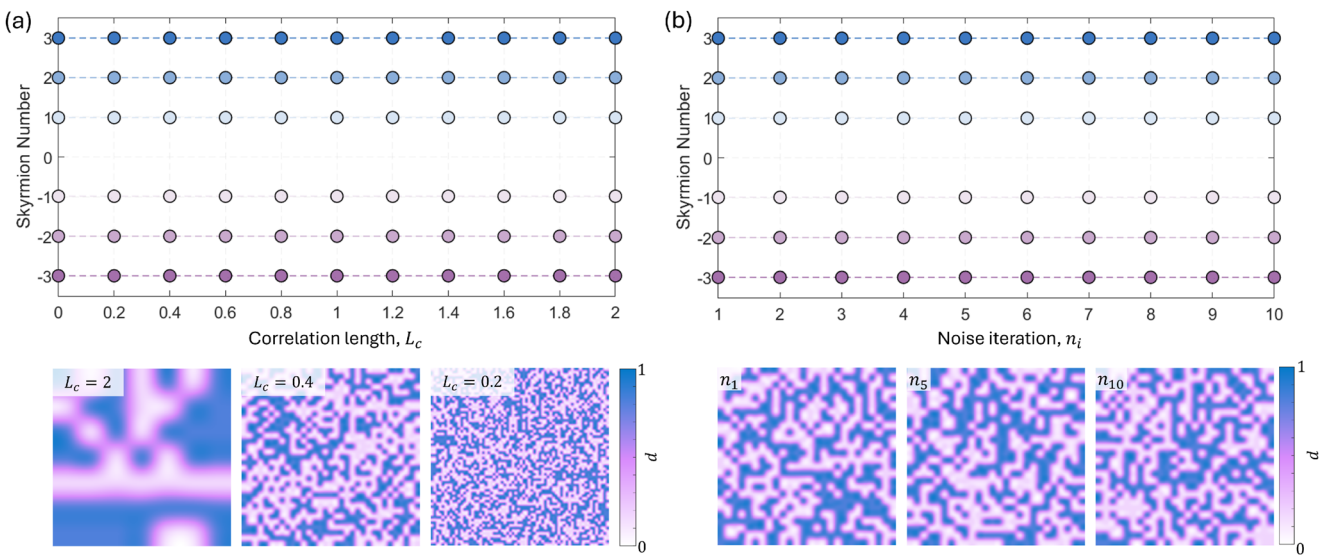 (a)
Skyrmion Number
3
2
1
0
-1
-2
-3
0 0.2 0.4 0.6 0.8 1 1.2 1.4 1.6 1.8 2
Correlation length, L_c
L_c = 2
L_c = 0.4
L_c = 0.2
1
d
0
(b)
Skyrmion Number
3
2
1
0
-1
-2
-3
1 2 3 4 5 6 7 8 9 10
Noise iteration, n_i
n_1
n_5
n_10
1
d
0